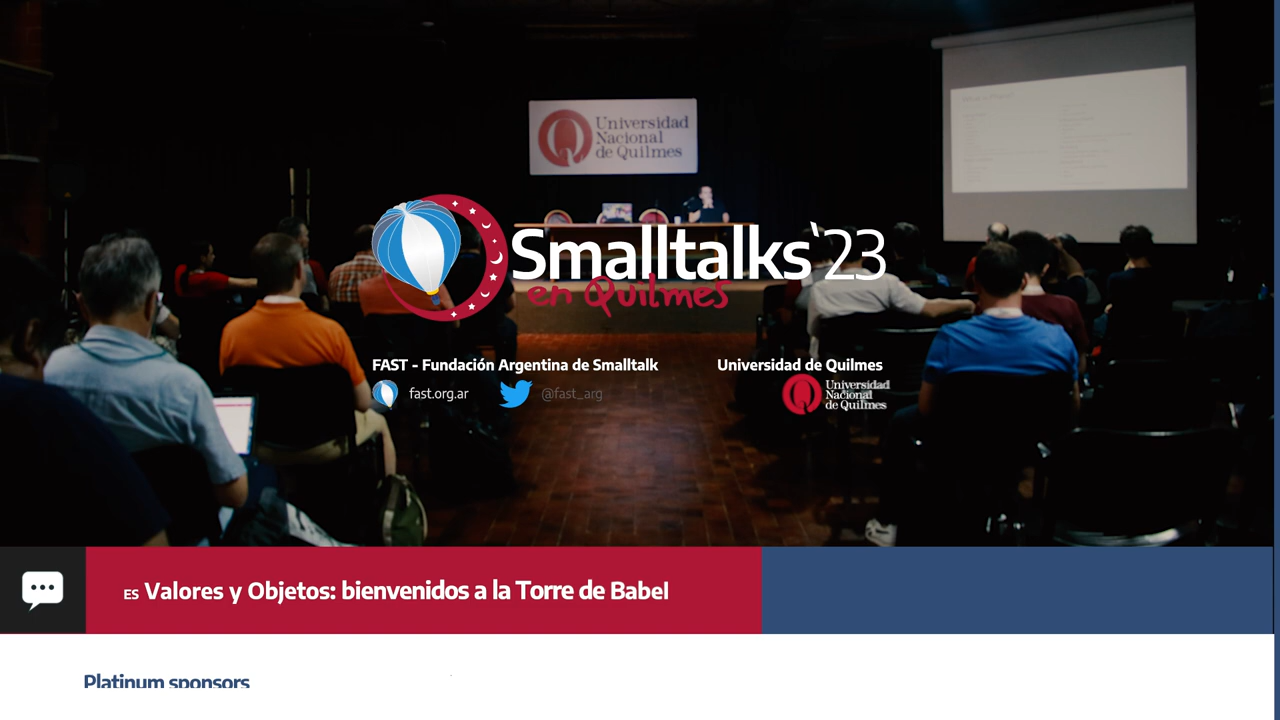 Universidad
Nacional
de Quilmes
Smalltalks‘23
en Quilmes
FAST - Fundación Argentina de Smalltalk
Universidad de Quilmes
fast.org.ar
@fast_arg
Universidad
Nacional
de Quilmes
ES Valores y Objetos: bienvenidos a la Torre de Babel
Platinum sponsors